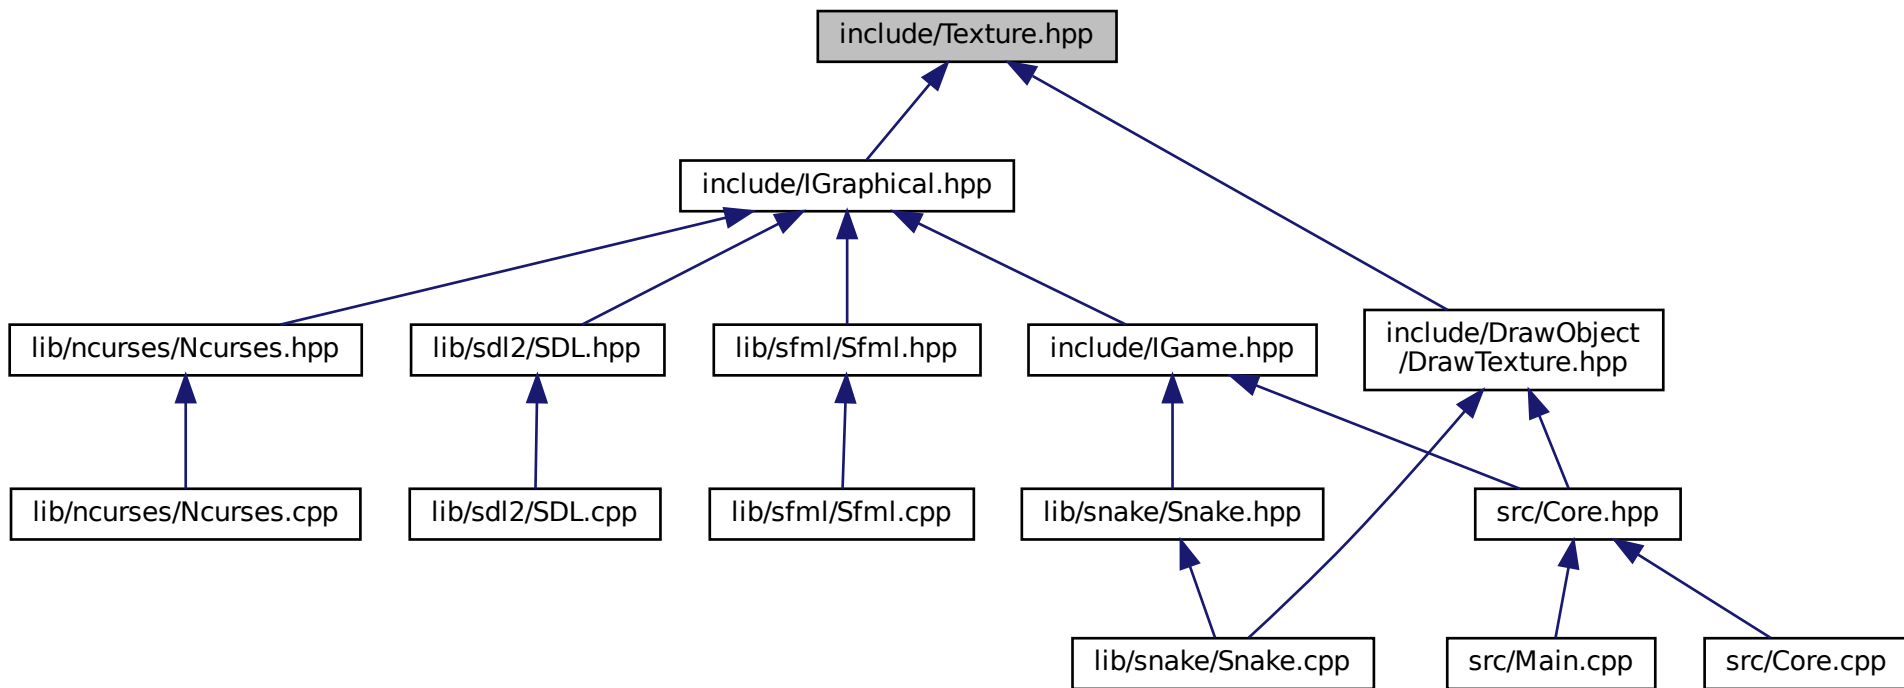 include/Texture.hpp
include/IGraphical.hpp
lib/ncurses/Ncurses.hpp
lib/sdl2/SDL.hpp
lib/sfml/Sfml.hpp
include/IGame.hpp
include/DrawObject
/DrawTexture.hpp
lib/ncurses/Ncurses.cpp
lib/sdl2/SDL.cpp
lib/sfml/Sfml.cpp
lib/snake/Snake.hpp
src/Core.hpp
lib/snake/Snake.cpp
src/Main.cpp
src/Core.cpp